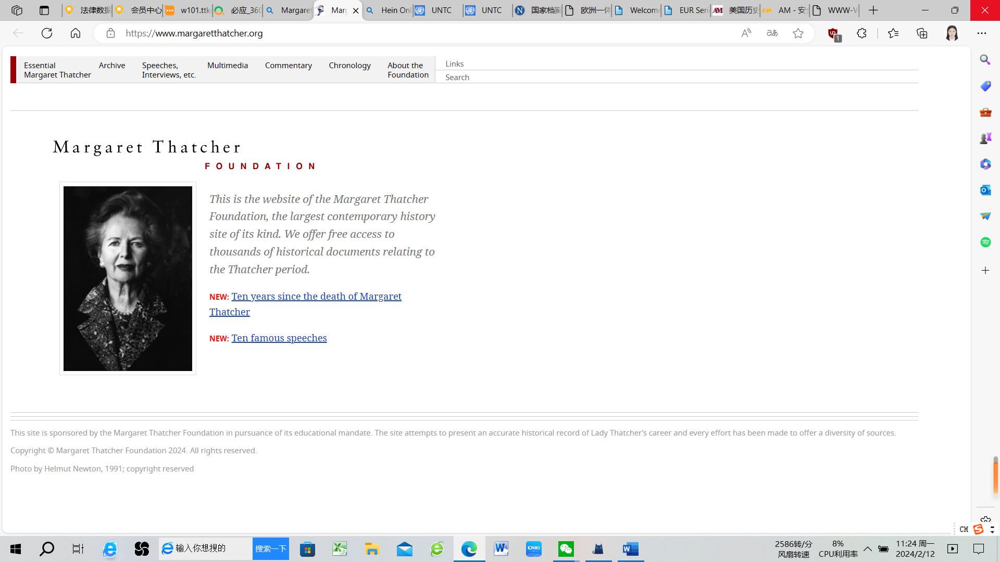 法律数据
会员中心
w101.ttk
必应_360
Margaret
Marg
Hein Onl
UNTC
UNTC
国家档案
欧洲一体
Welcome
EUR Seri
美国历史
AM - 安全
WWW-V
https://www.margaretthatcher.org
1
Essential
Margaret Thatcher
Archive
Speeches,
Interviews, etc.
Multimedia
Commentary
Chronology
About the
Foundation
Links
Search
Margaret Thatcher
FOUNDATION
This is the website of the Margaret Thatcher
Foundation, the largest contemporary history
site of its kind. We offer free access to
thousands of historical documents relating to
the Thatcher period.
NEW: Ten years since the death of Margaret
Thatcher
NEW: Ten famous speeches
This site is sponsored by the Margaret Thatcher Foundation in pursuance of its educational mandate. The site attempts to present an accurate historical record of Lady Thatcher's career and every effort has been made to offer a diversity of sources.
Copyright © Margaret Thatcher Foundation 2024. All rights reserved.
Photo by Helmut Newton, 1991; copyright reserved
CH
输入你想搜的
搜索一下
CNKI
2586转/分
风扇转速
8%
CPU利用率
11:24 周一
2024/2/12